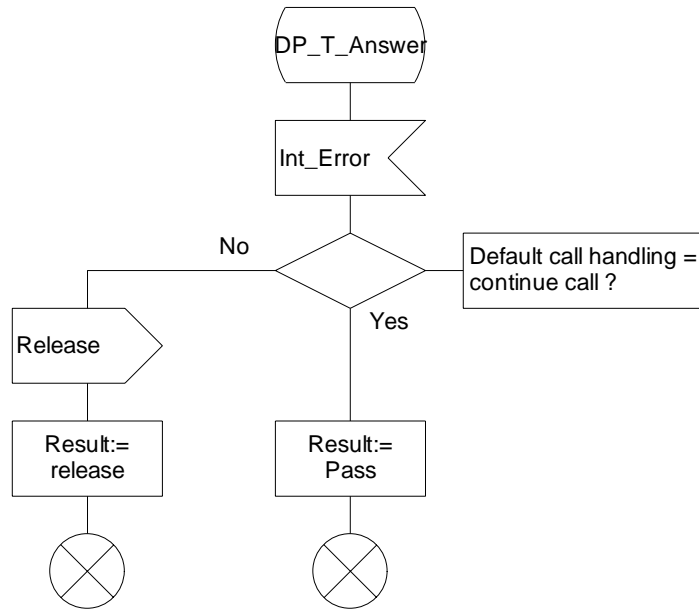 DP_T_Answer
Int_Error
No
Default call handling =
continue call ?
Yes
Release
Result:=
release
Result:=
Pass